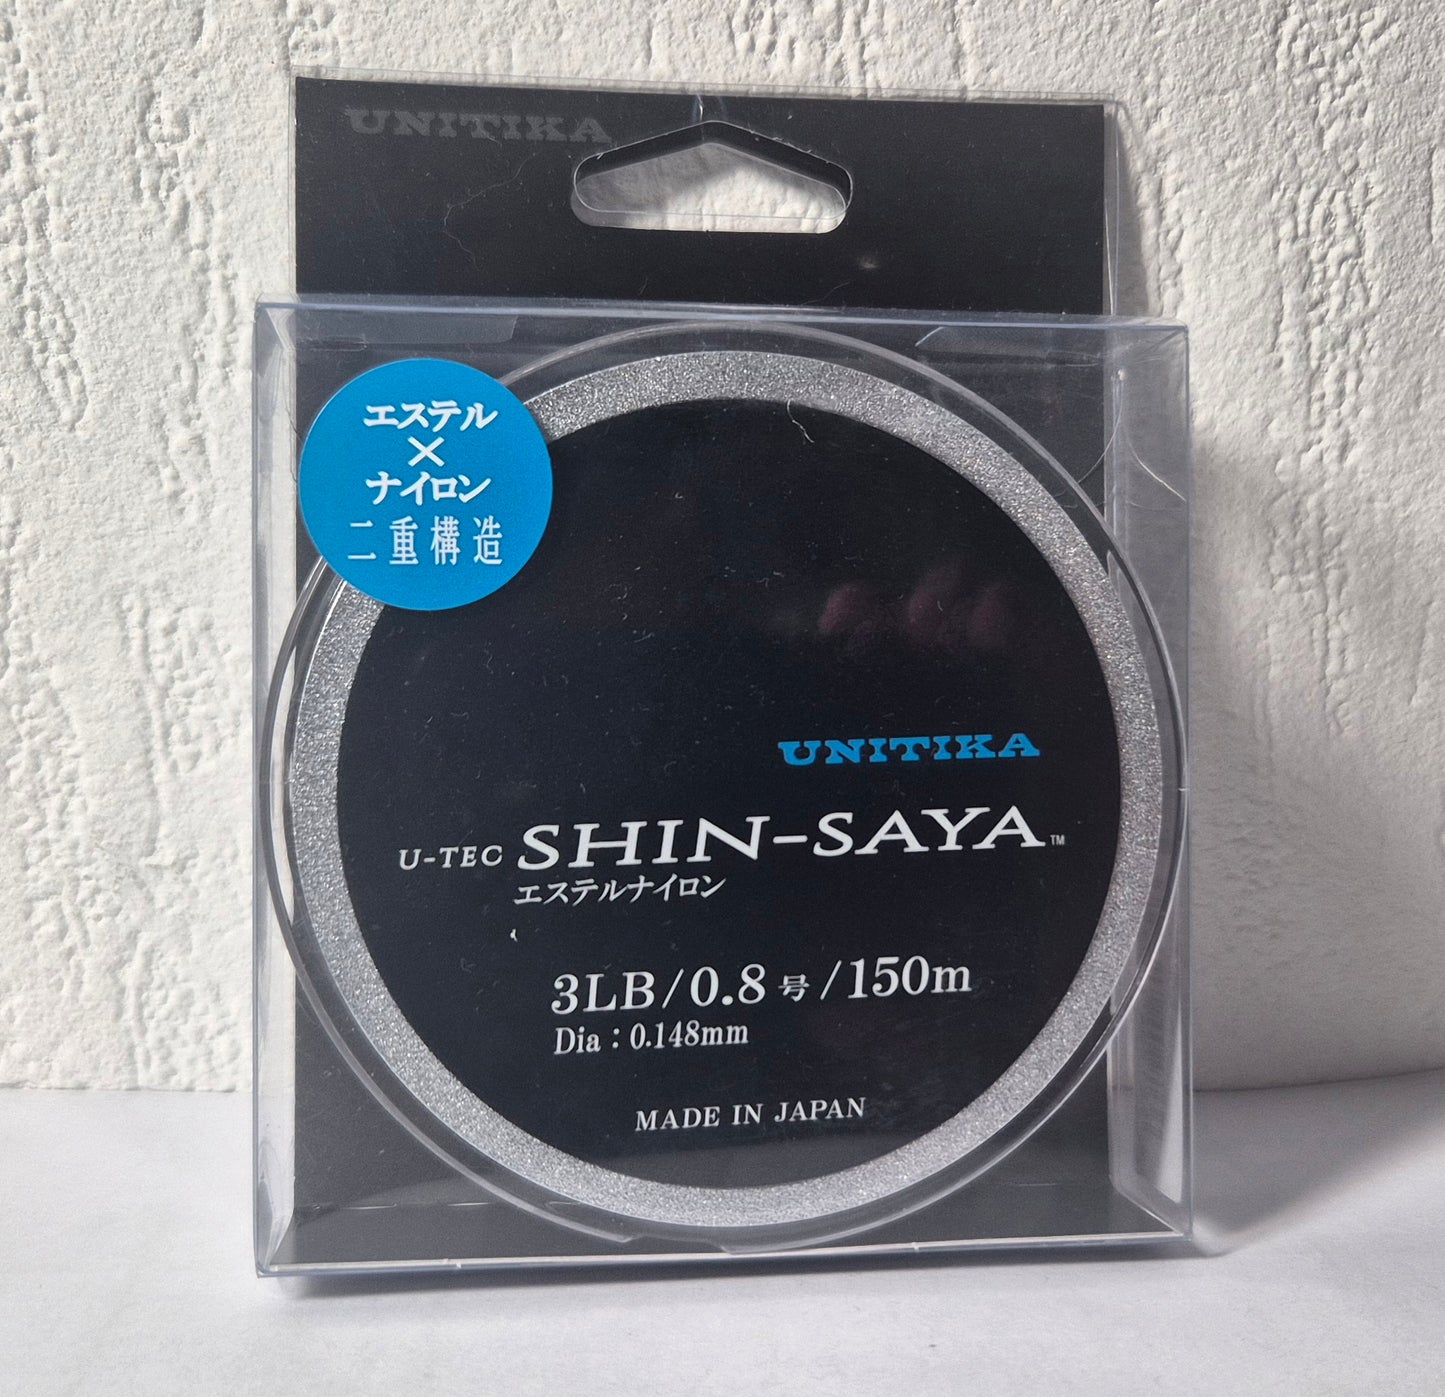 UNITIKA
エステル
×
ナイロン
二重構造
UNITIKA
U-TEC SHIN-SAYA™
エステルナイロン
3LB/0.8号/150m
Dia：0.148mm
MADE IN JAPAN